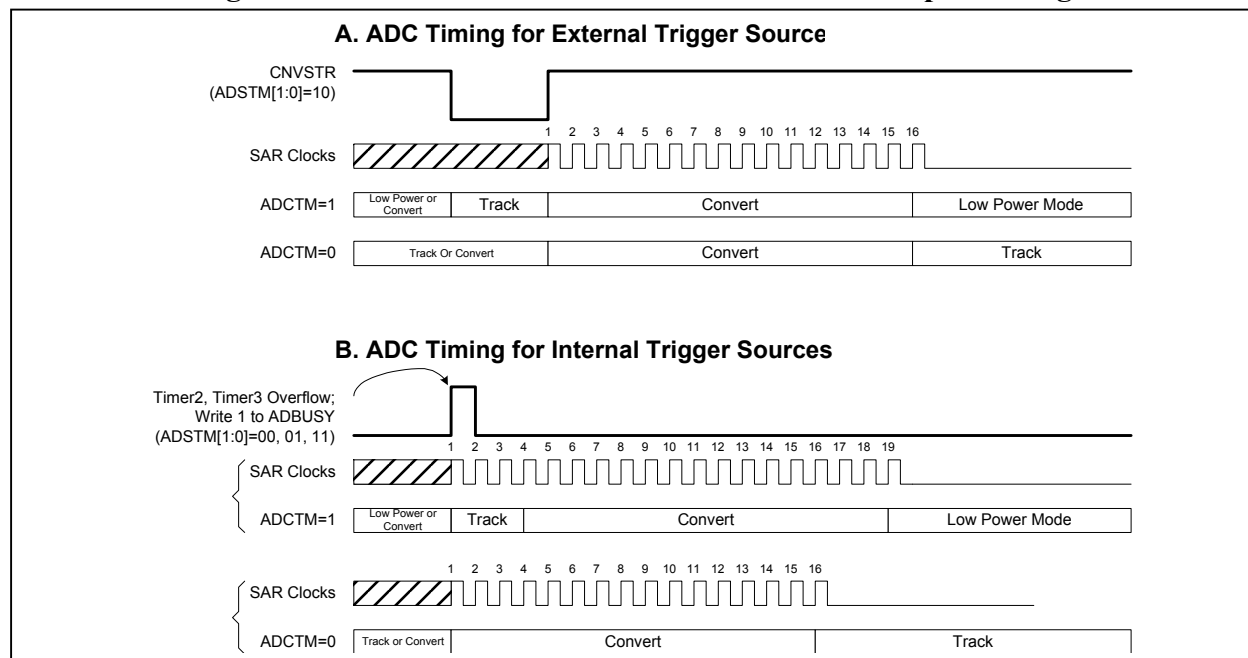 A. ADC Timing for External Trigger Source
CNVSTR
(ADSTM[1:0]=10)
1 2 3 4 5 6 7 8 9 10 11 12 13 14 15 16
SAR Clocks
ADCTM=1
Low Power or
Convert
Track
Convert
Low Power Mode
ADCTM=0
Track Or Convert
Convert
Track
B. ADC Timing for Internal Trigger Sources
Timer2, Timer3 Overflow;
Write 1 to ADBUSY
(ADSTM[1:0]=00, 01, 11)
1 2 3 4 5 6 7 8 9 10 11 12 13 14 15 16 17 18 19
SAR Clocks
ADCTM=1
Low Power or
Convert
Track
Convert
Low Power Mode
1 2 3 4 5 6 7 8 9 10 11 12 13 14 15 16
SAR Clocks
ADCTM=0
Track or Convert
Convert
Track